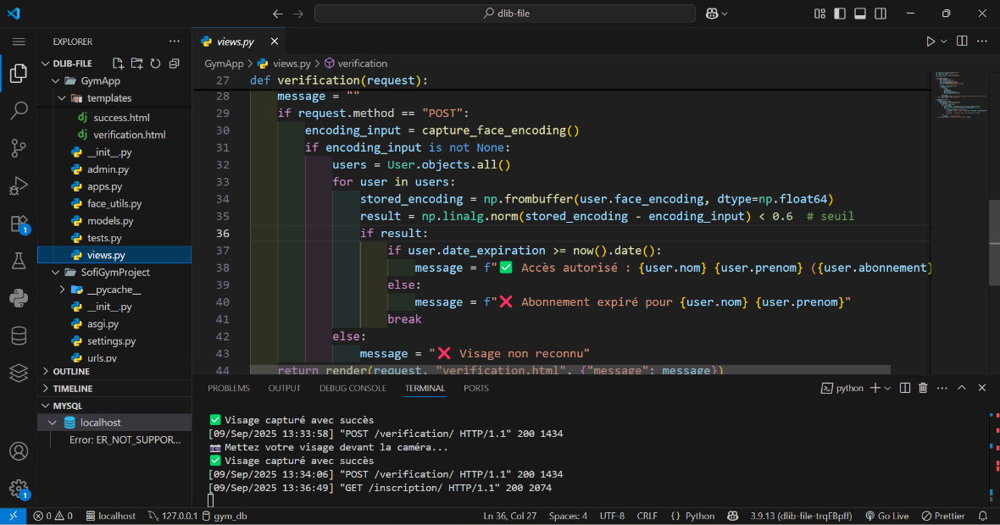 dlib-file
EXPLORER
DLIB-FILE
GymApp
templates
dj success.html
dj verification.html
__init__.py
admin.py
apps.py
face_utils.py
models.py
tests.py
views.py
SofiGymProject
__pycache__
__init__.py
asgi.py
settings.py
urls.py
OUTLINE
TIMELINE
MYSQL
localhost
Error: ER_NOT_SUPPOR...
1
1
views.py
GymApp > views.py > verification
27 def verification(request):
28 message = ""
29 if request.method == "POST":
30 encoding_input = capture_face_encoding()
31 if encoding_input is not None:
32 users = User.objects.all()
33 for user in users:
34 stored_encoding = np.frombuffer(user.face_encoding, dtype=np.float64)
35 result = np.linalg.norm(stored_encoding - encoding_input) < 0.6 # seuil
36 if result:
37 if user.date_expiration >= now().date():
38 message = f"✅ Accès autorisé : {user.nom} {user.prenom} ({user.abonnement}
39 else:
40 message = f"❌ Abonnement expiré pour {user.nom} {user.prenom}"
41 break
42 else:
43 message = "❌ Visage non reconnu"
44 return render(request, "verification.html", {"message": message})
PROBLEMS OUTPUT DEBUG CONSOLE TERMINAL PORTS python
✅ Visage capturé avec succès
[09/Sep/2025 13:33:58] "POST /verification/ HTTP/1.1" 200 1434
📷 Mettez votre visage devant la caméra...
✅ Visage capturé avec succès
[09/Sep/2025 13:34:06] "POST /verification/ HTTP/1.1" 200 1434
[09/Sep/2025 13:36:49] "GET /inscription/ HTTP/1.1" 200 2074
0 0 localhost 127.0.0.1 gym_db Ln 36, Col 27 Spaces: 4 UTF-8 CRLF {} Python 3.9.13 (dlib-file-trqEBpff) Go Live Prettier